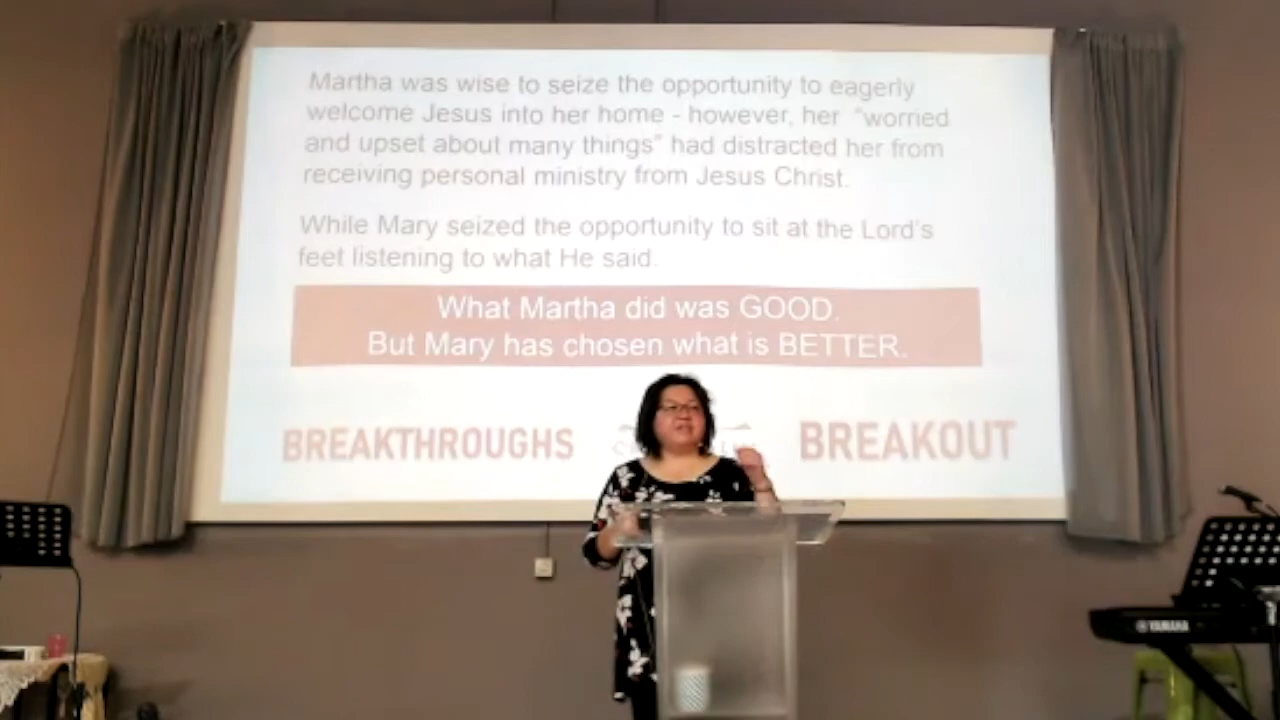 Martha was wise to seize the opportunity to eagerly
welcome Jesus into her home - however, her "worried
and upset about many things" had distracted her from
receiving personal ministry from Jesus Christ.
While Mary seized the opportunity to sit at the Lord's
feet listening to what He said.
What Martha did was GOOD.
But Mary has chosen what is BETTER.
BREAKTHROUGHS
BREAKOUT
YAMAHA